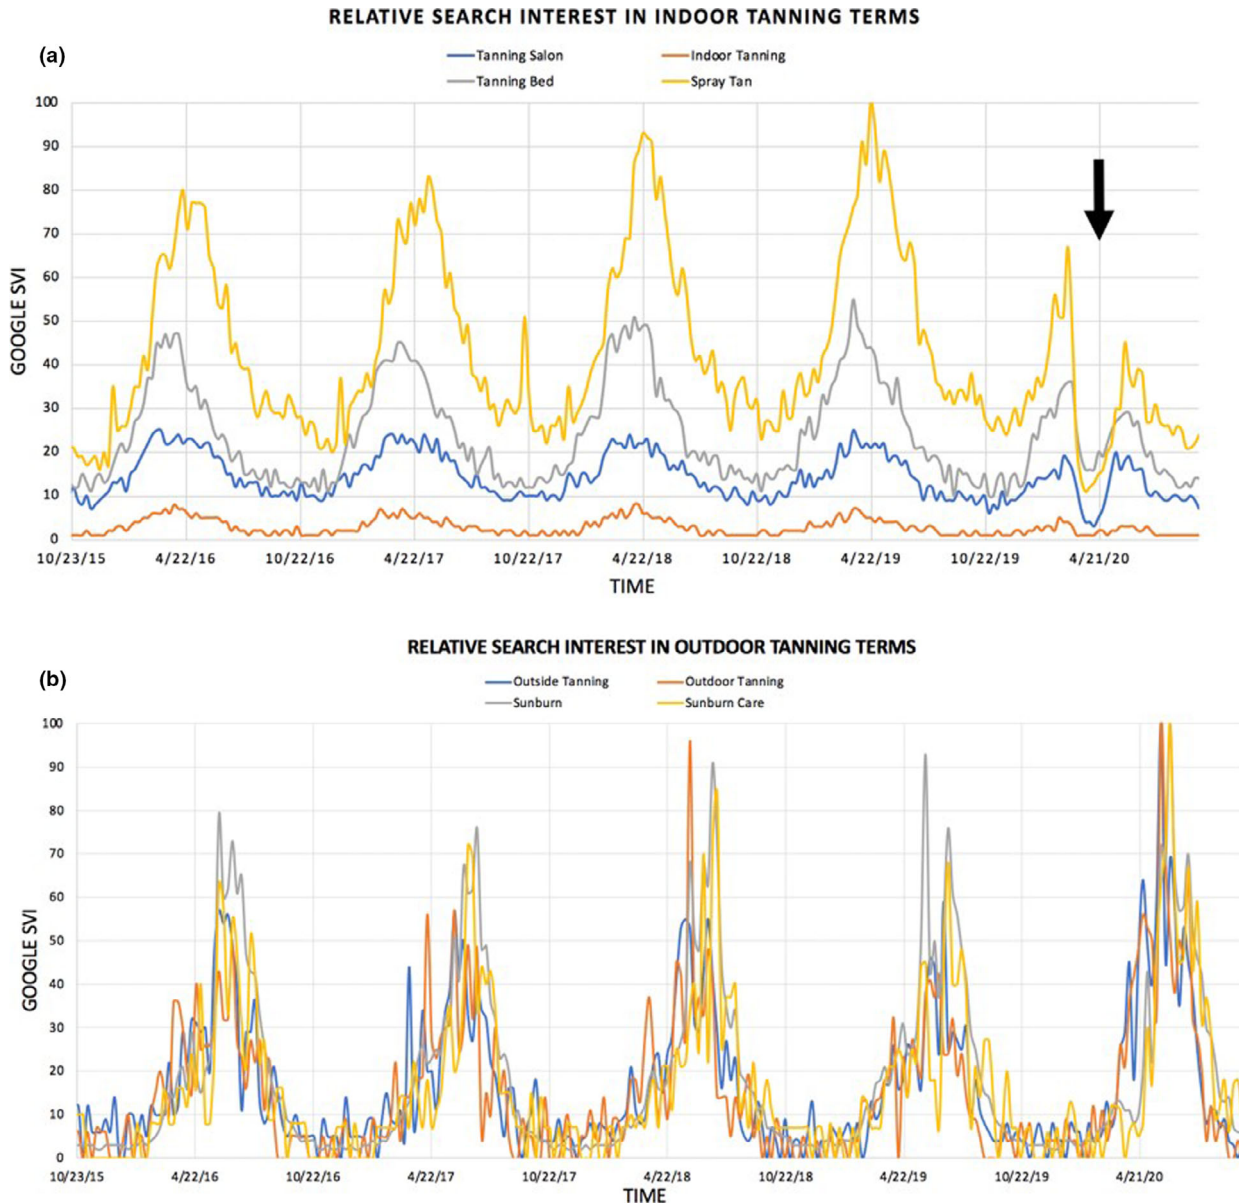 RELATIVE SEARCH INTEREST IN INDOOR TANNING TERMS
(a)
Tanning Salon Indoor Tanning
Tanning Bed Spray Tan
100
90
80
70
60
50
40
30
20
10
0
GOOGLE SVI
10/23/15 4/22/16 10/22/16 4/22/17 10/22/17 4/22/18 10/22/18 4/22/19 10/22/19 4/21/20
TIME
RELATIVE SEARCH INTEREST IN OUTDOOR TANNING TERMS
(b)
Outside Tanning Outdoor Tanning
Sunburn Sunburn Care
100
90
80
70
60
50
40
30
20
10
0
GOOGLE SVI
10/23/15 4/22/16 10/22/16 4/22/17 10/22/17 4/22/18 10/22/18 4/22/19 10/22/19 4/21/20
TIME